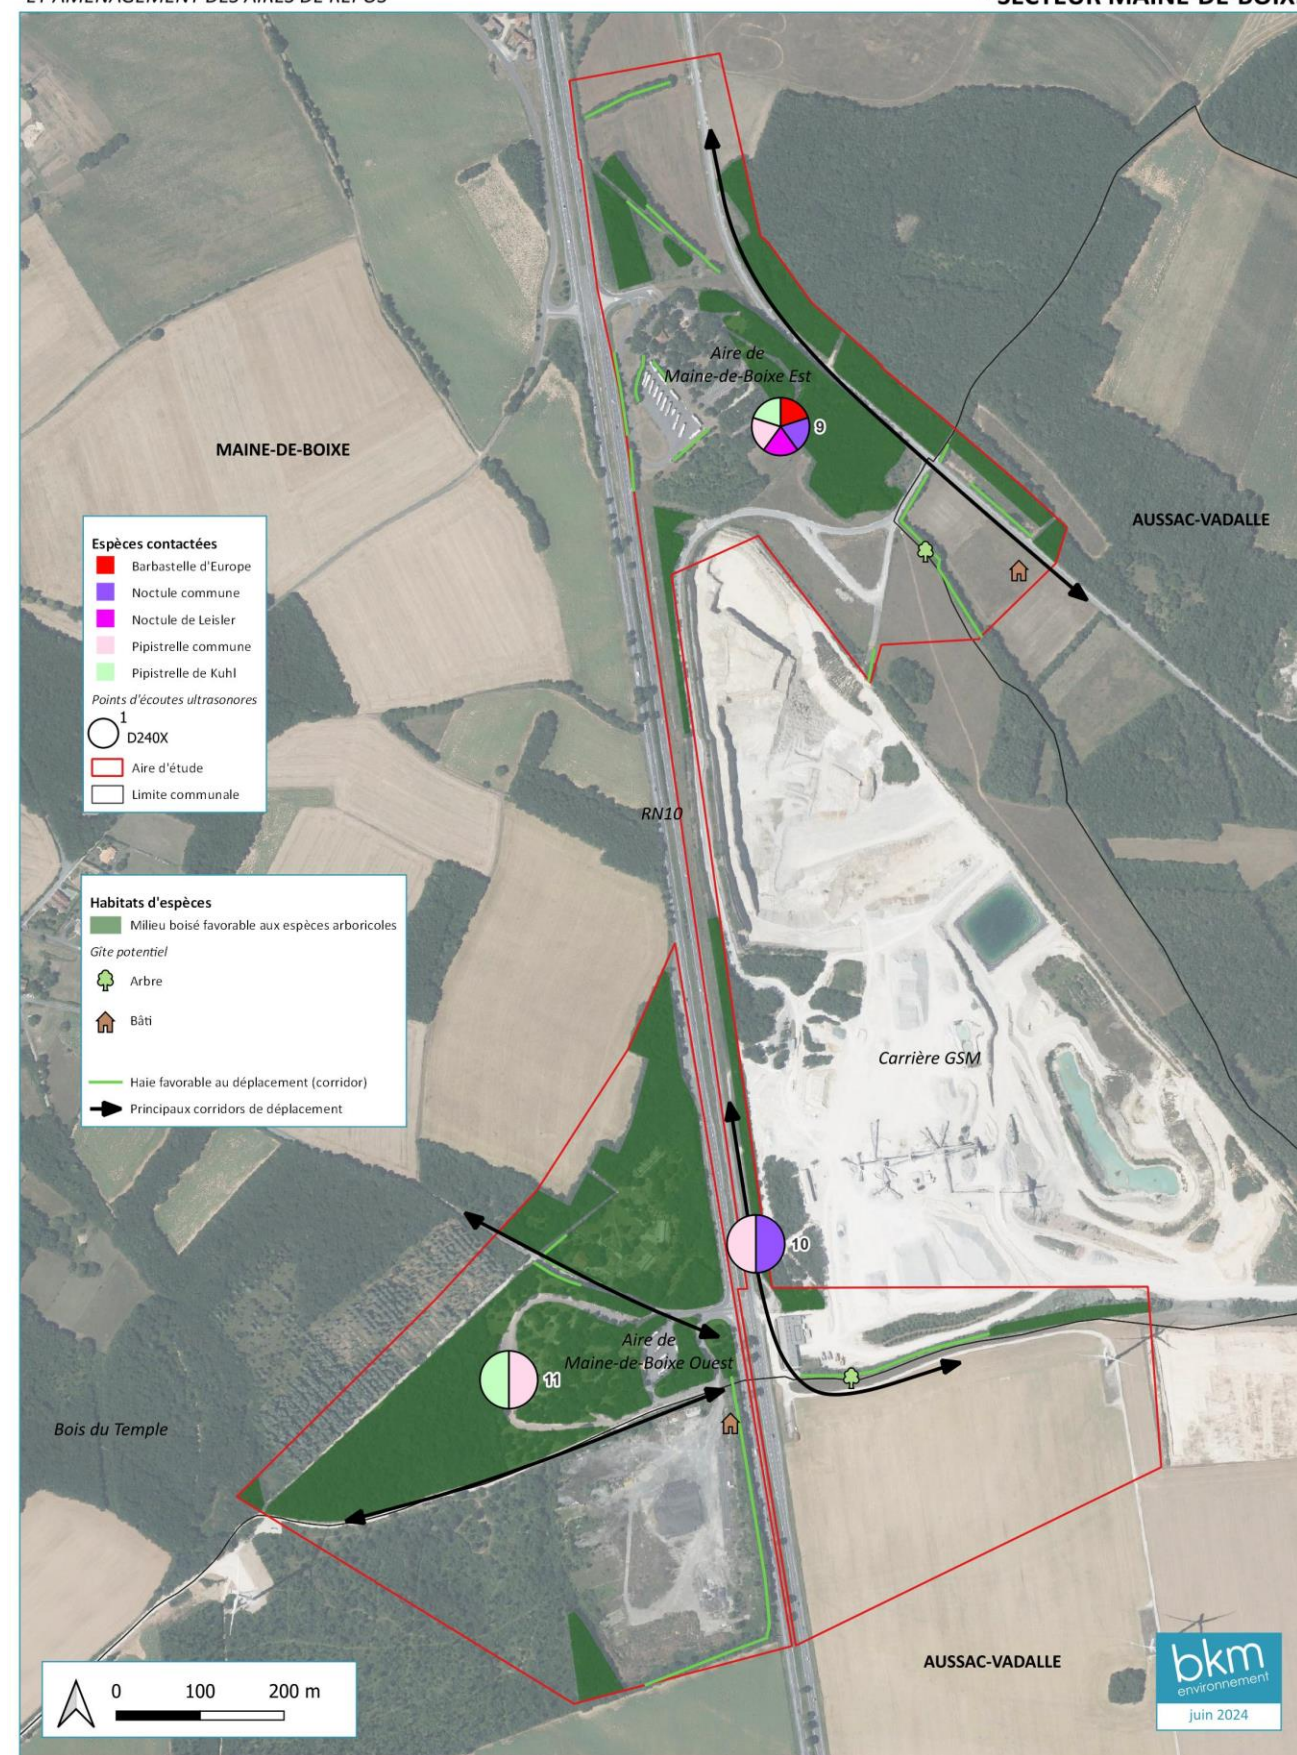 ET AMÉNAGEMENT DES AIRES DE REPOS
SECTEUR MAINE-DE-BOIXE
Aire de
Maine-de-Boixe Est
9
MAINE-DE-BOIXE
AUSSAC-VADALLE
Espèces contactées
Barbastelle d'Europe
Noctule commune
Noctule de Leisler
Pipistrelle commune
Pipistrelle de Kuhl
Points d'écoutes ultrasonores
1
D240X
Aire d'étude
Limite communale
RN10
Habitats d'espèces
Milieu boisé favorable aux espèces arboricoles
Gîte potentiel
Arbre
Bâti
Haie favorable au déplacement (corridor)
Principaux corridors de déplacement
Carrière GSM
10
Aire de
Maine-de-Boixe Ouest
11
Bois du Temple
AUSSAC-VADALLE
0 100 200 m
bkm
environnement
juin 2024